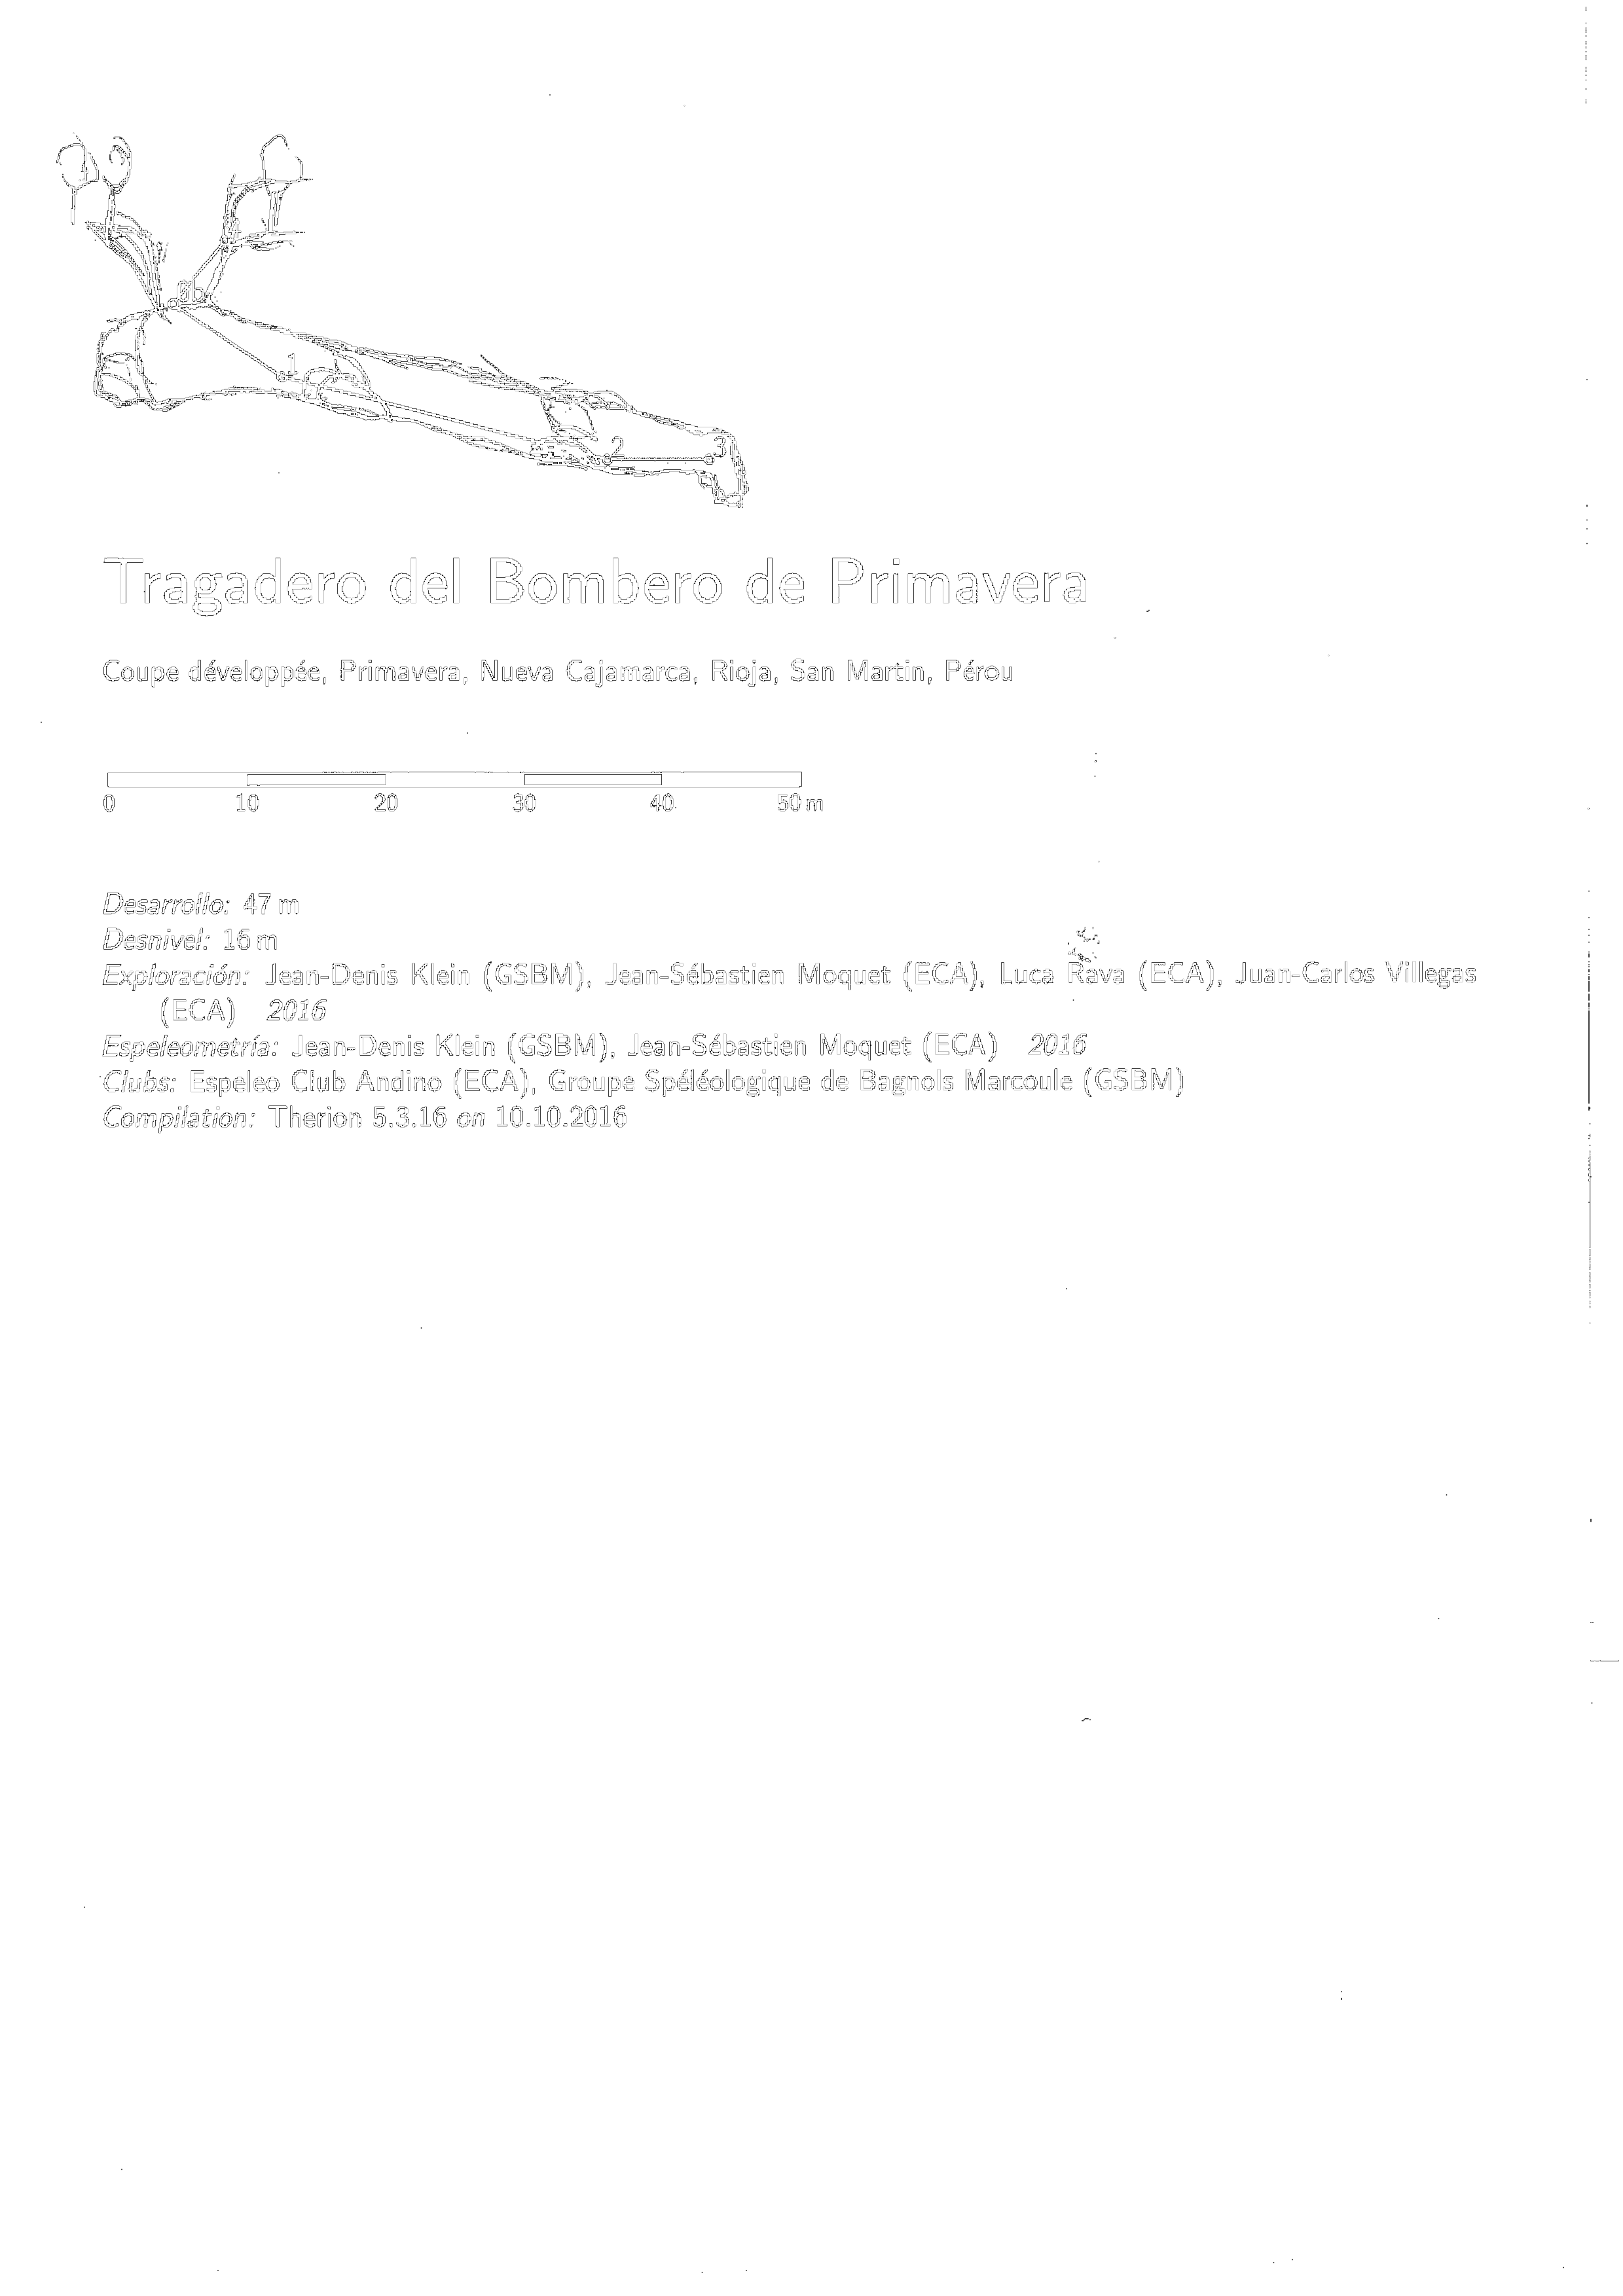 1
2
3
Tragadero del Bombero de Primavera
Coupe développée, Primavera, Nueva Cajamarca, Rioja, San Martin, Pérou
0 10 20 30 40 50 m
Desarrollo: 47 m
Desnivel: 16 m
Exploración: Jean-Denis Klein (GSBM), Jean-Sébastien Moquet (ECA), Luca Rava (ECA), Juan-Carlos Villegas
(ECA) 2016
Espeleometría: Jean-Denis Klein (GSBM), Jean-Sébastien Moquet (ECA) 2016
Clubs: Espeleo Club Andino (ECA), Groupe Spéléologique de Bagnols Marcoule (GSBM)
Compilation: Therion 5.3.16 on 10.10.2016